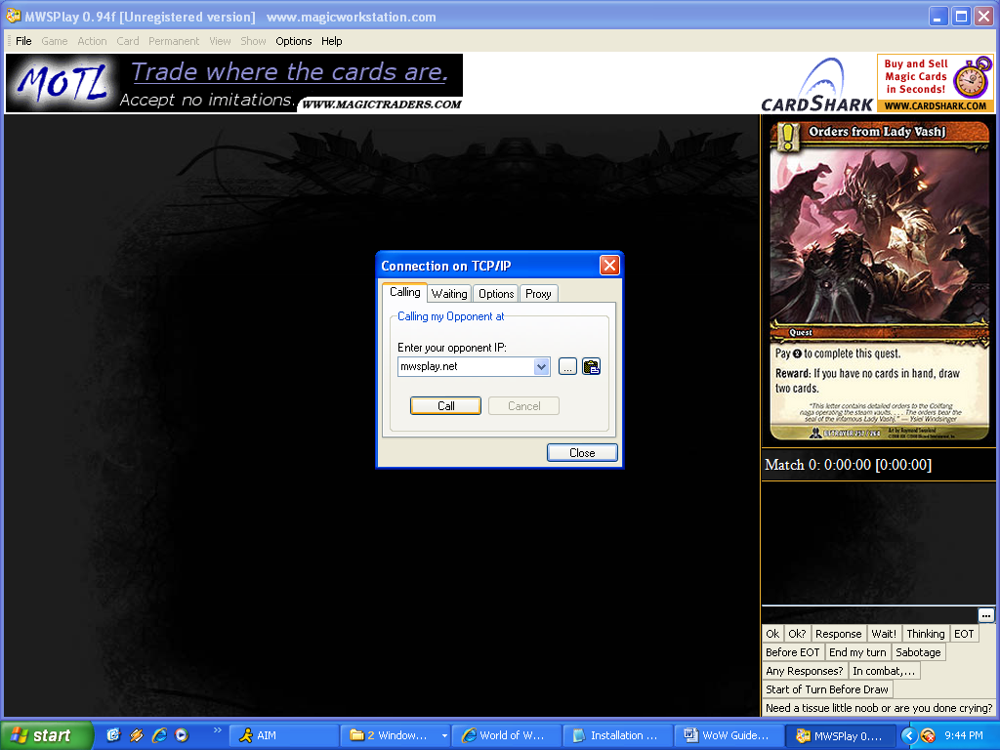 MWSPlay 0.94f [Unregistered version] www.magicworkstation.com
File Game Action Card Permanent View Show Options Help
MOTL
Trade where the cards are.
Accept no imitations.
WWW.MAGICTRADERS.COM
CARDSHARK
Buy and Sell
Magic Cards
in Seconds!
WWW.CARDSHARK.COM
Orders from Lady Vashj
Quest
Pay 2 to complete this quest.
Reward: If you have no cards in hand, draw
two cards.
"This letter contains detailed orders to the Coilfang
naga operating the steam vaults. . . . The orders bear the
seal of the infamous Lady Vashj." — Ysiel Windsinger
Connection on TCP/IP
Calling Waiting Options Proxy
Calling my Opponent at
Enter your opponent IP:
mwsplay.net
...
Call Cancel
Close
Match 0: 0:00:00 [0:00:00]
...
Ok Ok? Response Wait! Thinking EOT
Before EOT End my turn Sabotage
Any Responses? In combat,...
Start of Turn Before Draw
Need a tissue little noob or are you done crying?
start AIM 2 Window... World of W... Installation ... WoW Guide... MWSPlay 0.... 9:44 PM